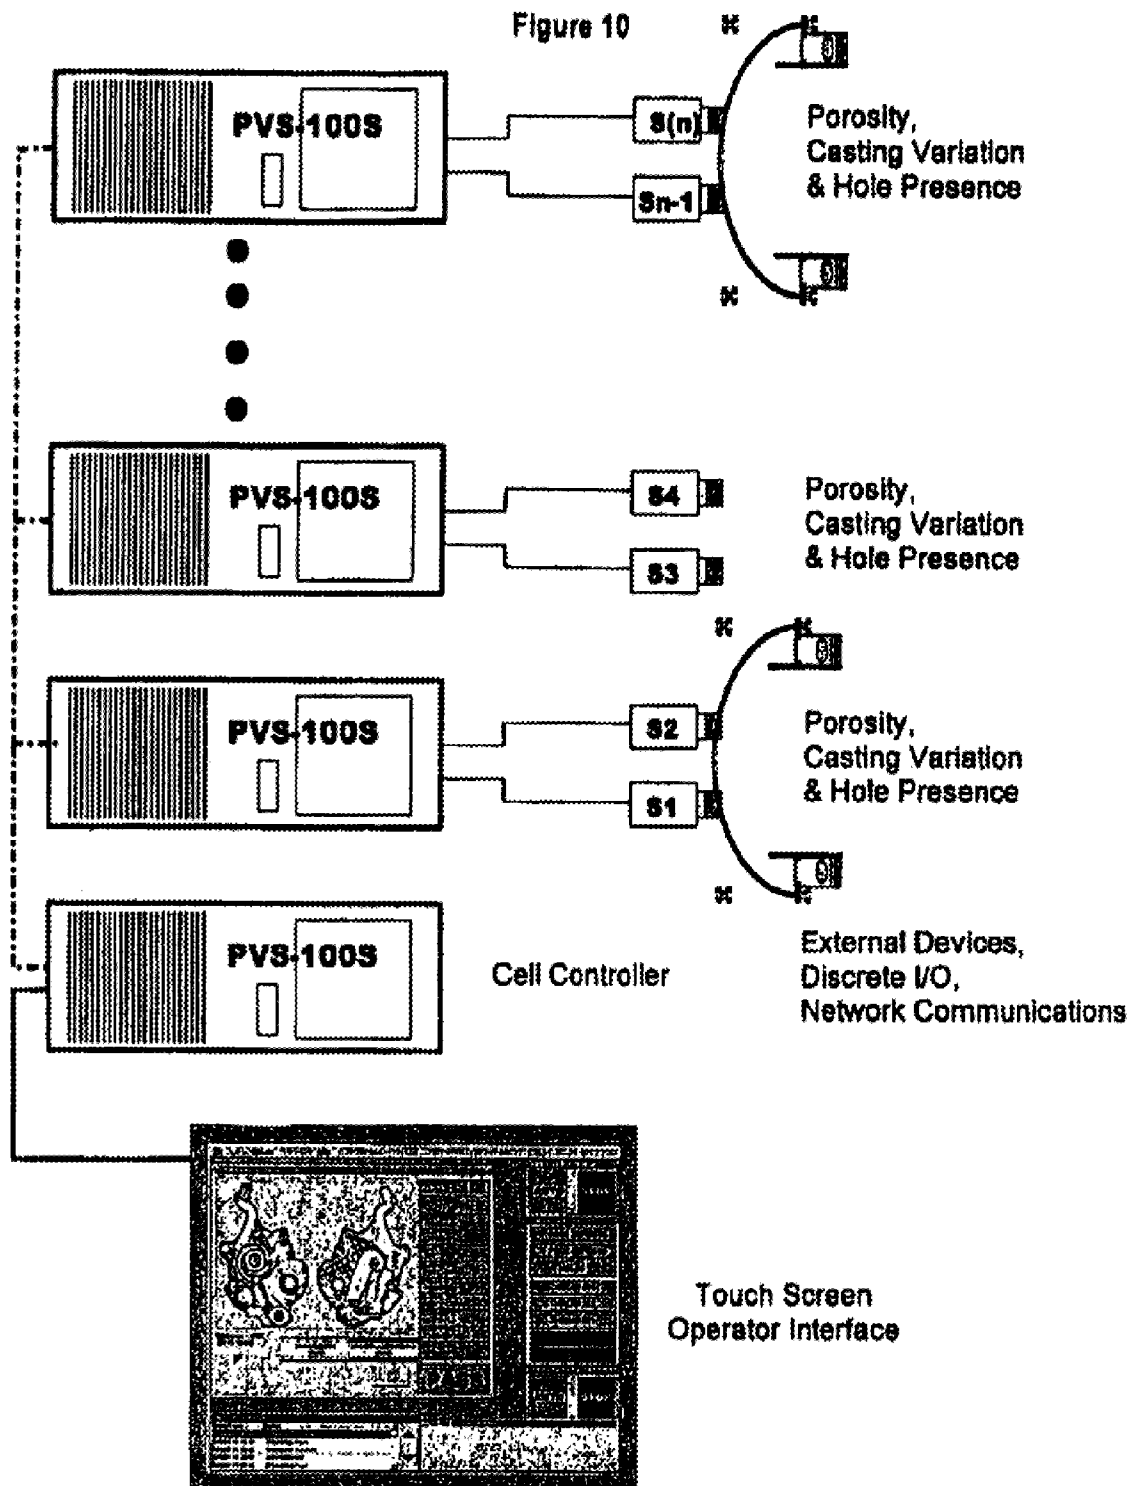 Figure 10
PVS-100S
S(n)
Sn-1
Porosity,
Casting Variation
& Hole Presence
PVS-100S
S4
S3
Porosity,
Casting Variation
& Hole Presence
PVS-100S
S2
S1
Porosity,
Casting Variation
& Hole Presence
PVS-100S
Cell Controller
External Devices,
Discrete I/O,
Network Communications
PASS
Touch Screen
Operator Interface